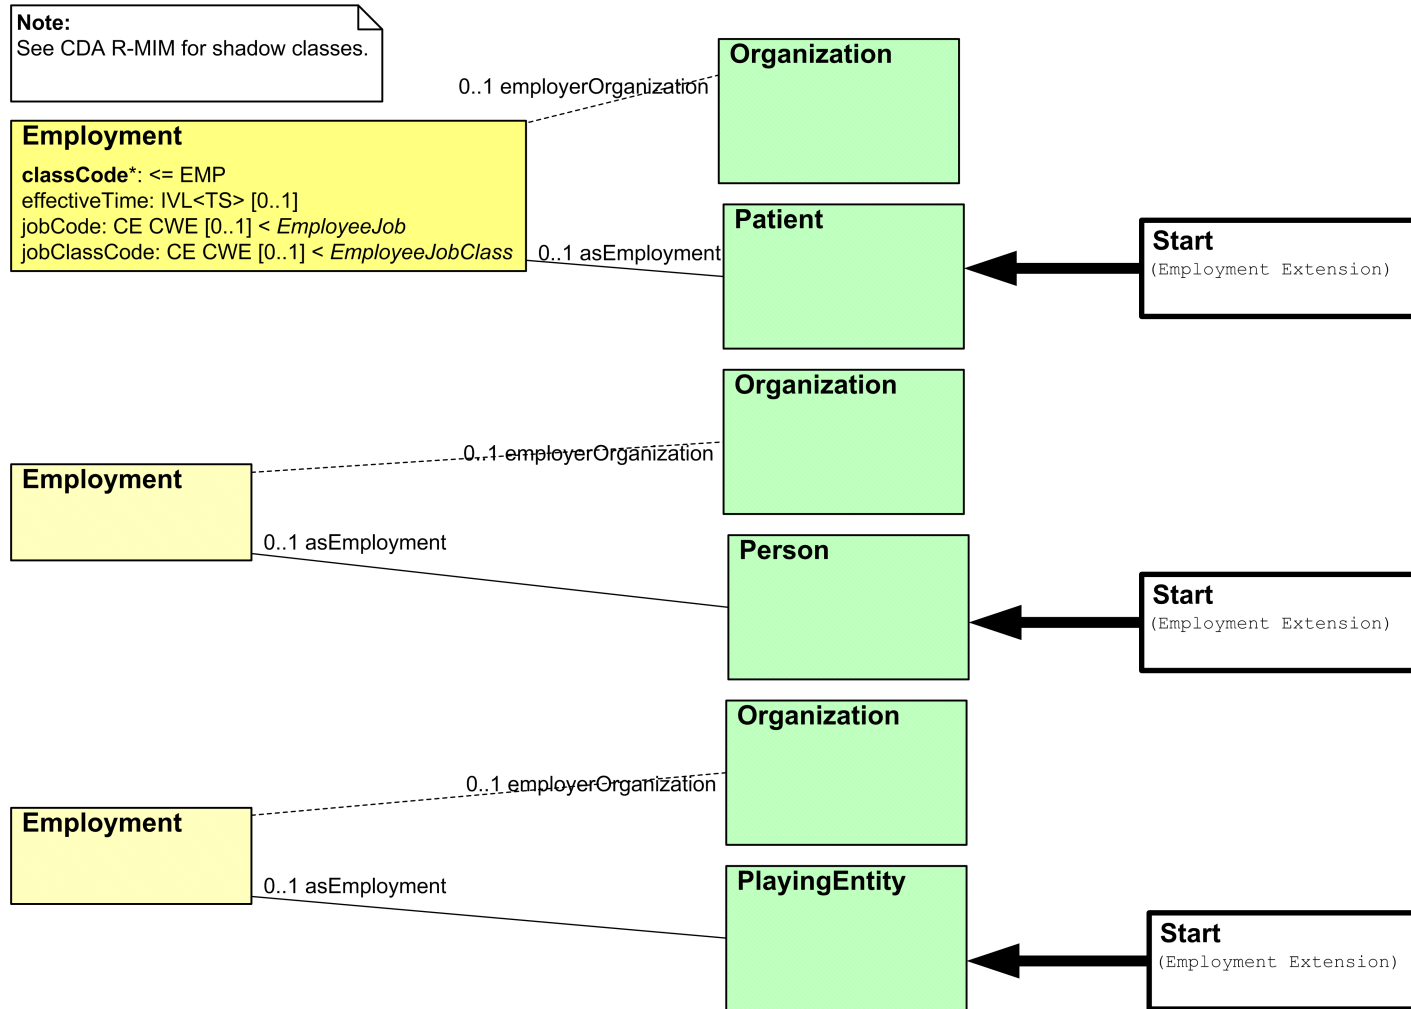 Note:
See CDA R-MIM for shadow classes.
Organization
0..1 employerOrganization
Employment
classCode*: <= EMP
effectiveTime: IVL<TS> [0..1]
jobCode: CE CWE [0..1] < EmployeeJob
jobClassCode: CE CWE [0..1] < EmployeeJobClass
0..1 asEmployment
Patient
Start
(Employment Extension)
Organization
0..1 employerOrganization
Employment
0..1 asEmployment
Person
Start
(Employment Extension)
Organization
0..1 employerOrganization
Employment
0..1 asEmployment
PlayingEntity
Start
(Employment Extension)